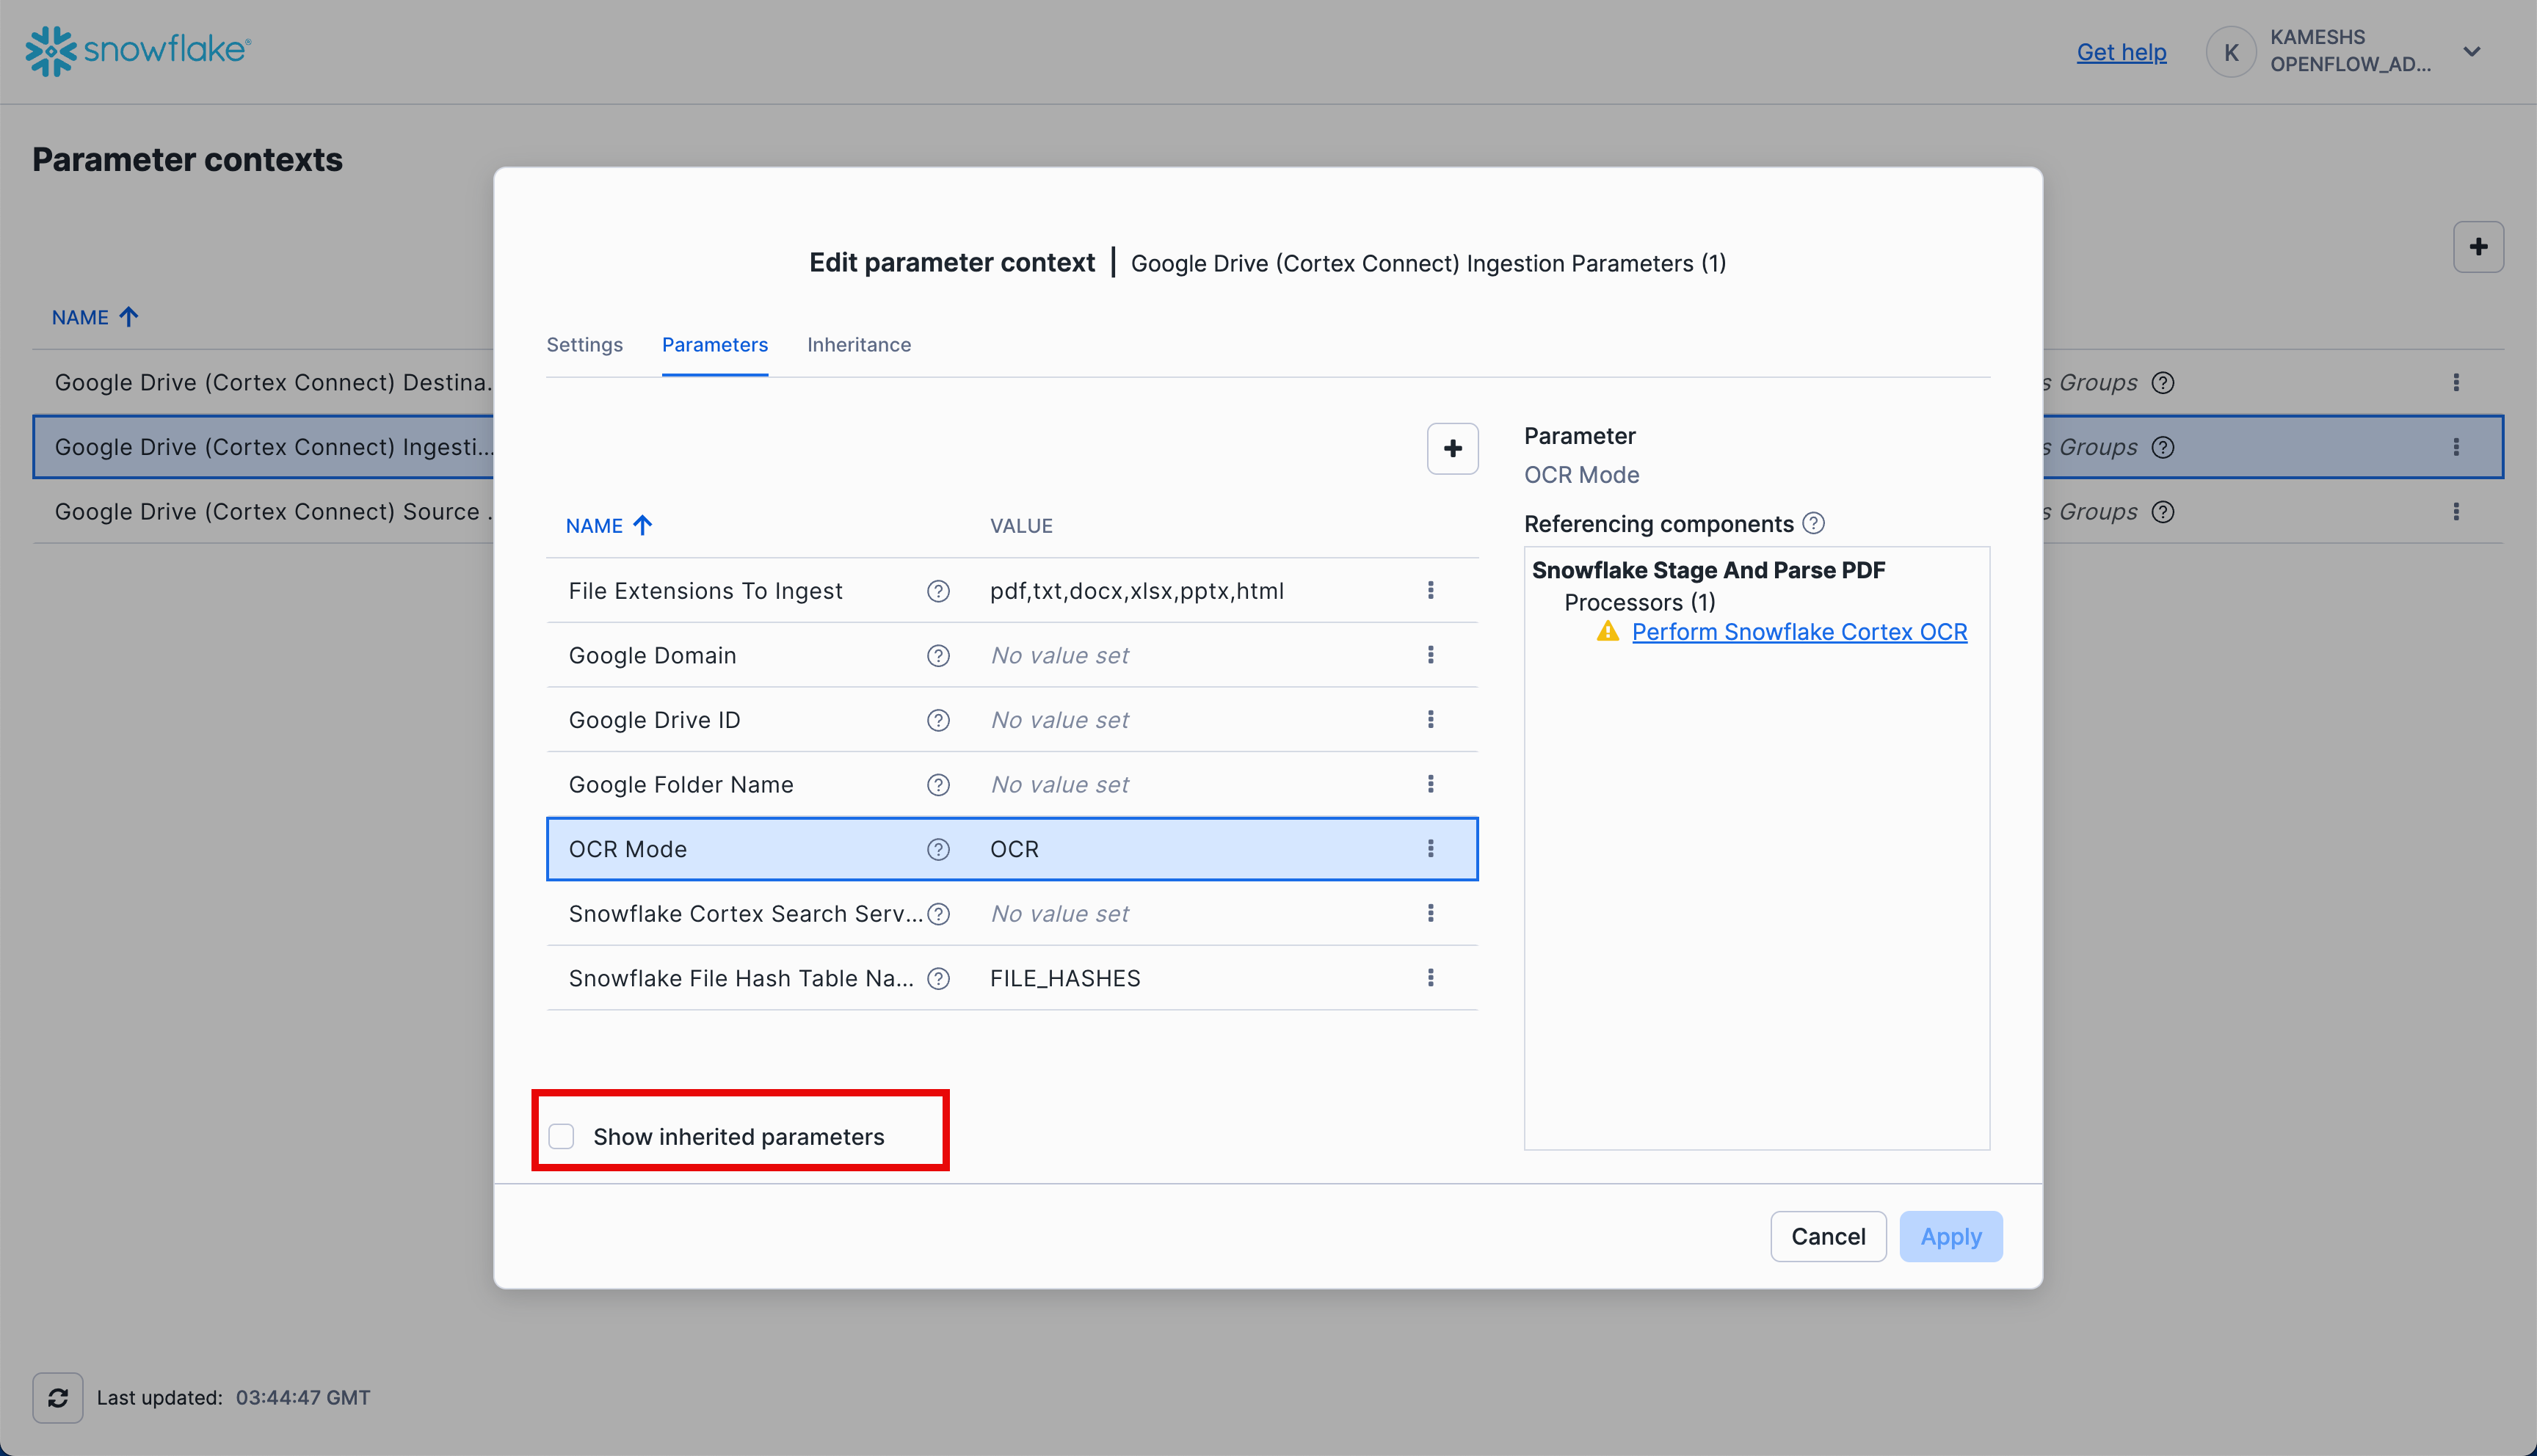 snowflake®
Get help
K
KAMESHS
OPENFLOW_AD...
Parameter contexts
NAME
Google Drive (Cortex Connect) Destina...
s Groups
Google Drive (Cortex Connect) Ingesti...
s Groups
Google Drive (Cortex Connect) Source ...
s Groups
Edit parameter context | Google Drive (Cortex Connect) Ingestion Parameters (1)
Settings Parameters Inheritance
NAME VALUE
File Extensions To Ingest pdf,txt,docx,xlsx,pptx,html
Google Domain No value set
Google Drive ID No value set
Google Folder Name No value set
OCR Mode OCR
Snowflake Cortex Search Serv... No value set
Snowflake File Hash Table Na... FILE_HASHES
Show inherited parameters
Parameter
OCR Mode
Referencing components
Snowflake Stage And Parse PDF
Processors (1)
Perform Snowflake Cortex OCR
Cancel Apply
Last updated: 03:44:47 GMT